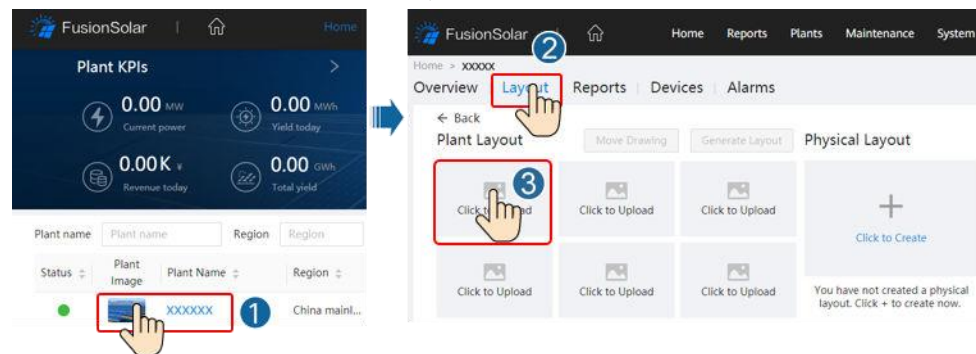 FusionSolar
Home
Plant KPIs >
0.00 MW
Current power
0.00 MWh
Yield today
0.00K ¥
Revenue today
0.00 GWh
Total yield
Plant name Plant name Region Region
Status Plant Image Plant Name Region
XXXXXX China mainl...
1
FusionSolar
Home Reports Plants Maintenance System
2
Home > XXXXX
Overview Layout Reports Devices Alarms
← Back
Plant Layout Move Drawing Generate Layout Physical Layout
3
Click to Upload Click to Upload Click to Upload
+
Click to Create
Click to Upload Click to Upload Click to Upload
You have not created a physical
layout. Click + to create now.